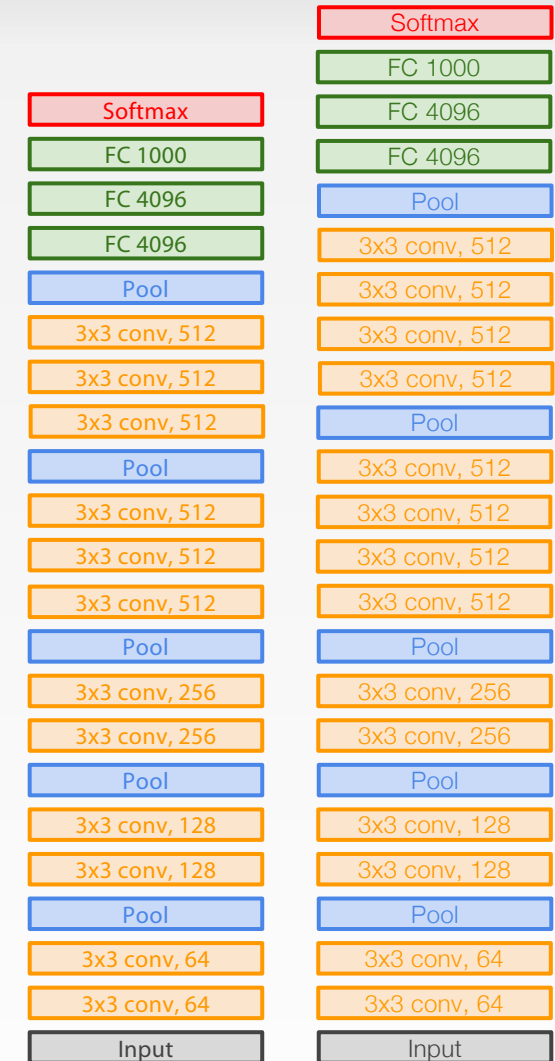 Softmax
FC 1000
FC 4096
FC 4096
Pool
3x3 conv, 512
3x3 conv, 512
3x3 conv, 512
Pool
3x3 conv, 512
3x3 conv, 512
3x3 conv, 512
Pool
3x3 conv, 256
3x3 conv, 256
Pool
3x3 conv, 128
3x3 conv, 128
Pool
3x3 conv, 64
3x3 conv, 64
Input
Softmax
FC 1000
FC 4096
FC 4096
Pool
3x3 conv, 512
3x3 conv, 512
3x3 conv, 512
3x3 conv, 512
Pool
3x3 conv, 512
3x3 conv, 512
3x3 conv, 512
3x3 conv, 512
Pool
3x3 conv, 256
3x3 conv, 256
Pool
3x3 conv, 128
3x3 conv, 128
Pool
3x3 conv, 64
3x3 conv, 64
Input